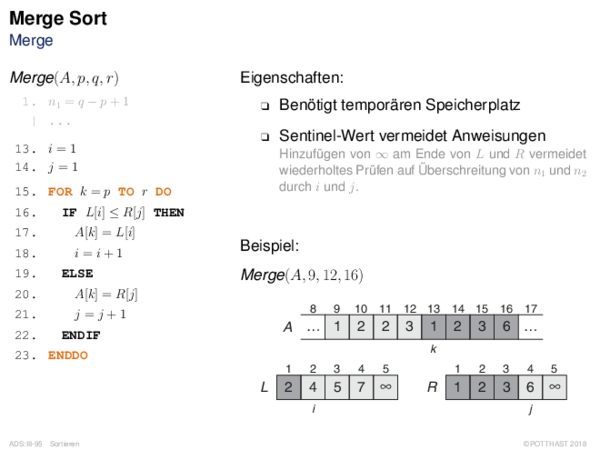 Merge Sort
Merge
Merge(A, p, q, r)
1. n₁ = q − p + 1
| ...
13. i = 1
14. j = 1
15. FOR k = p TO r DO
16. IF L[i] ≤ R[j] THEN
17. A[k] = L[i]
18. i = i + 1
19. ELSE
20. A[k] = R[j]
21. j = j + 1
22. ENDIF
23. ENDDO
Eigenschaften:
❑ Benötigt temporären Speicherplatz
❑ Sentinel-Wert vermeidet Anweisungen
Hinzufügen von ∞ am Ende von L und R vermeidet
wiederholtes Prüfen auf Überschreitung von n₁ und n₂
durch i und j.
Beispiel:
Merge(A, 9, 12, 16)
8 9 10 11 12 13 14 15 16 17
A ... 1 2 2 3 1 2 3 6 ...
k
1 2 3 4 5
L 2 4 5 7 ∞
i
1 2 3 4 5
R 1 2 3 6 ∞
j
ADS:III-95 Sortieren
© POTTHAST 2018